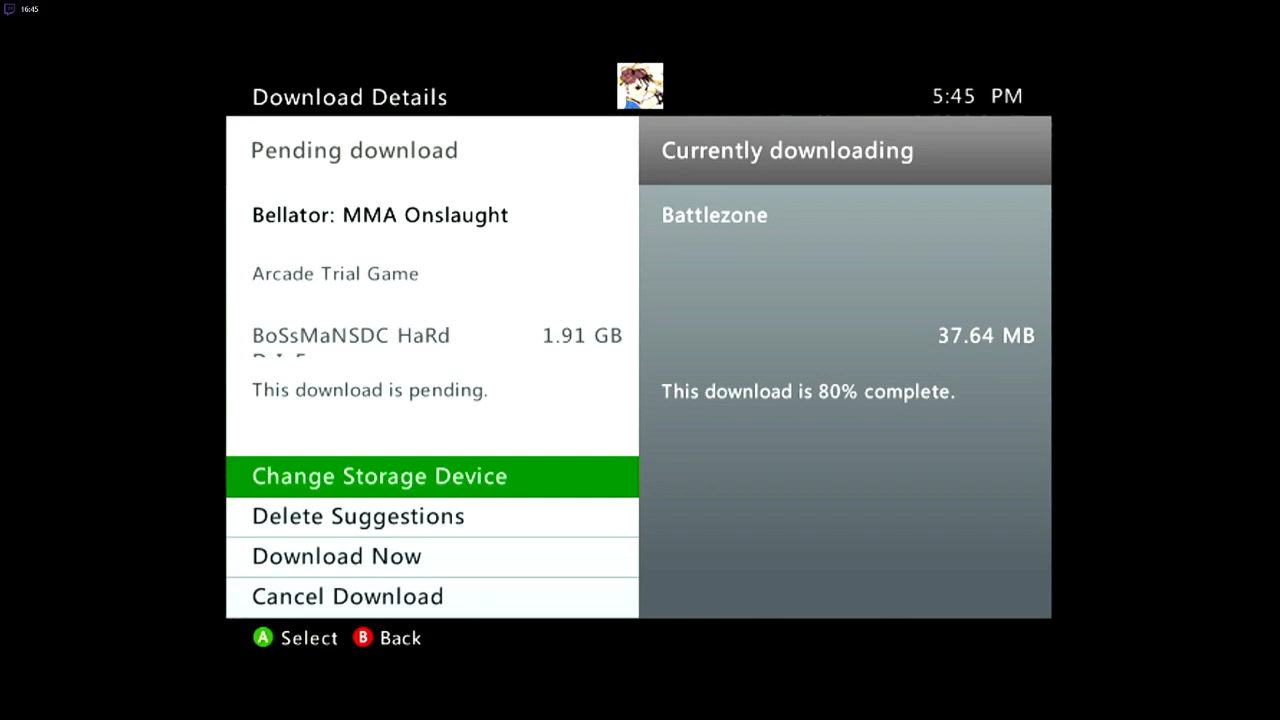 16:45
Download Details
5:45 PM
Pending download
Currently downloading
Bellator: MMA Onslaught
Battlezone
Arcade Trial Game
BoSsMaNSDC HaRd
1.91 GB
37.64 MB
This download is pending.
This download is 80% complete.
Change Storage Device
Delete Suggestions
Download Now
Cancel Download
A Select B Back